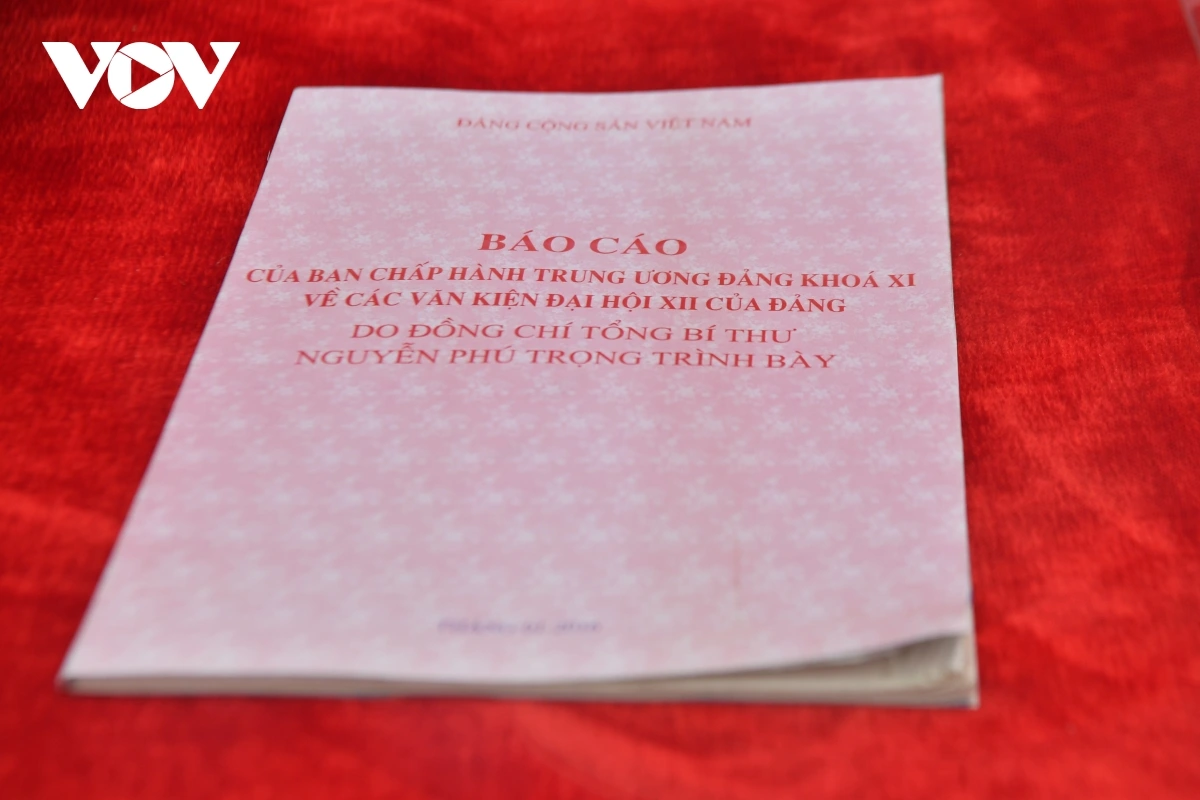 VOV
ĐẢNG CỘNG SẢN VIỆT NAM
BÁO CÁO
CỦA BAN CHẤP HÀNH TRUNG ƯƠNG ĐẢNG KHOÁ XI
VỀ CÁC VĂN KIỆN ĐẠI HỘI XII CỦA ĐẢNG
DO ĐỒNG CHÍ TỔNG BÍ THƯ
NGUYỄN PHÚ TRỌNG TRÌNH BÀY